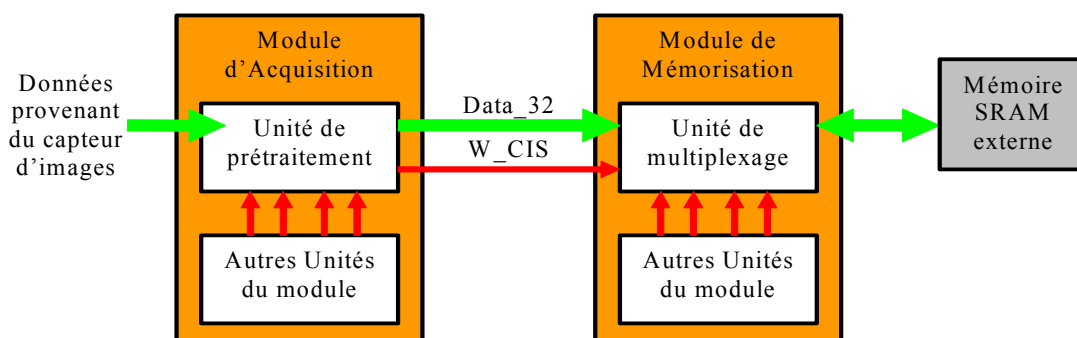 Données
provenant
du capteur
d’images
Module
d’Acquisition
Unité de
prétraitement
Autres Unités
du module
Data_32
W_CIS
Module de
Mémorisation
Unité de
multiplexage
Autres Unités
du module
Mémoire
SRAM
externe